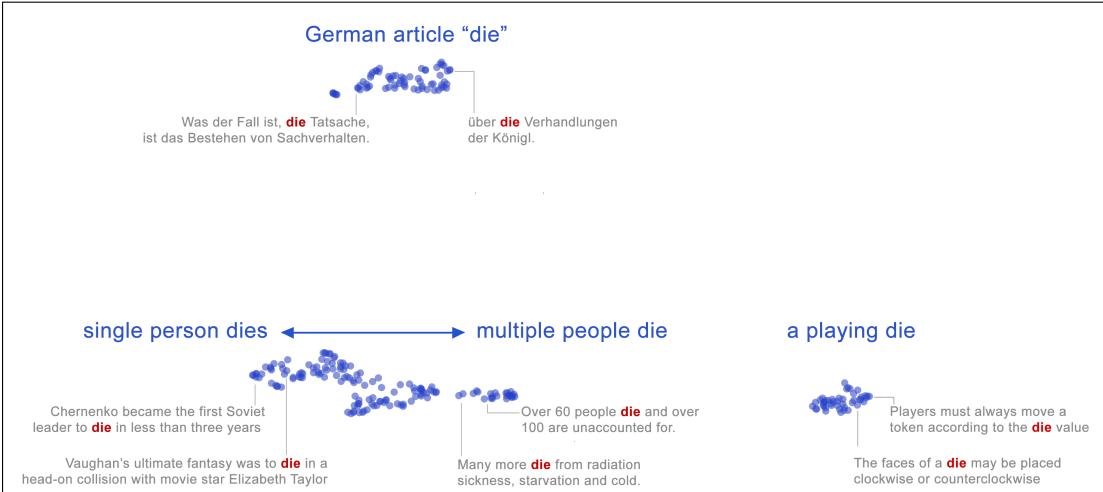 German article “die”
Was der Fall ist, die Tatsache,
ist das Bestehen von Sachverhalten.
über die Verhandlungen
der Königl.
single person dies
multiple people die
a playing die
Chernenko became the first Soviet
leader to die in less than three years
Vaughan's ultimate fantasy was to die in a
head-on collision with movie star Elizabeth Taylor
Over 60 people die and over
100 are unaccounted for.
Many more die from radiation
sickness, starvation and cold.
Players must always move a
token according to the die value
The faces of a die may be placed
clockwise or counterclockwise